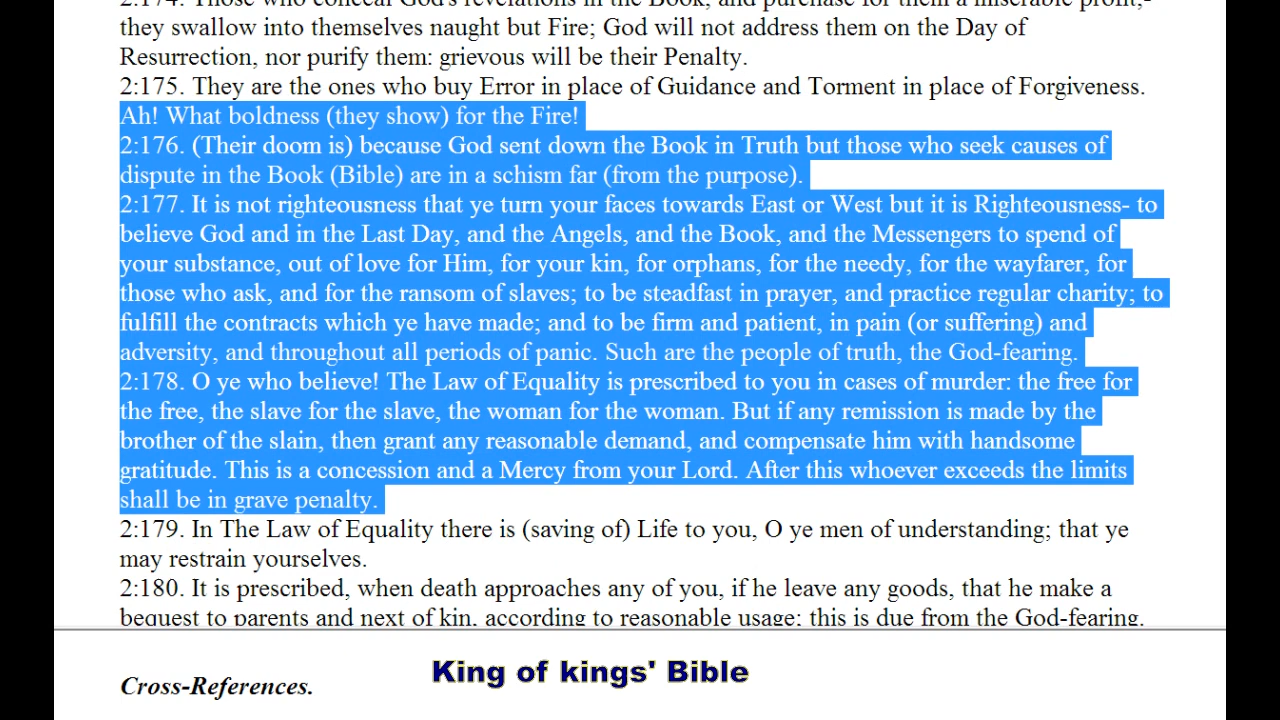 2:174. Those who conceal God's revelations in the Book, and purchase for them a miserable profit,-
they swallow into themselves naught but Fire; God will not address them on the Day of
Resurrection, nor purify them: grievous will be their Penalty.
2:175. They are the ones who buy Error in place of Guidance and Torment in place of Forgiveness.
Ah! What boldness (they show) for the Fire!
2:176. (Their doom is) because God sent down the Book in Truth but those who seek causes of
dispute in the Book (Bible) are in a schism far (from the purpose).
2:177. It is not righteousness that ye turn your faces towards East or West but it is Righteousness- to
believe God and in the Last Day, and the Angels, and the Book, and the Messengers to spend of
your substance, out of love for Him, for your kin, for orphans, for the needy, for the wayfarer, for
those who ask, and for the ransom of slaves; to be steadfast in prayer, and practice regular charity; to
fulfill the contracts which ye have made; and to be firm and patient, in pain (or suffering) and
adversity, and throughout all periods of panic. Such are the people of truth, the God-fearing.
2:178. O ye who believe! The Law of Equality is prescribed to you in cases of murder: the free for
the free, the slave for the slave, the woman for the woman. But if any remission is made by the
brother of the slain, then grant any reasonable demand, and compensate him with handsome
gratitude. This is a concession and a Mercy from your Lord. After this whoever exceeds the limits
shall be in grave penalty.
2:179. In The Law of Equality there is (saving of) Life to you, O ye men of understanding; that ye
may restrain yourselves.
2:180. It is prescribed, when death approaches any of you, if he leave any goods, that he make a
bequest to parents and next of kin, according to reasonable usage; this is due from the God-fearing.
Cross-References.
King of kings' Bible